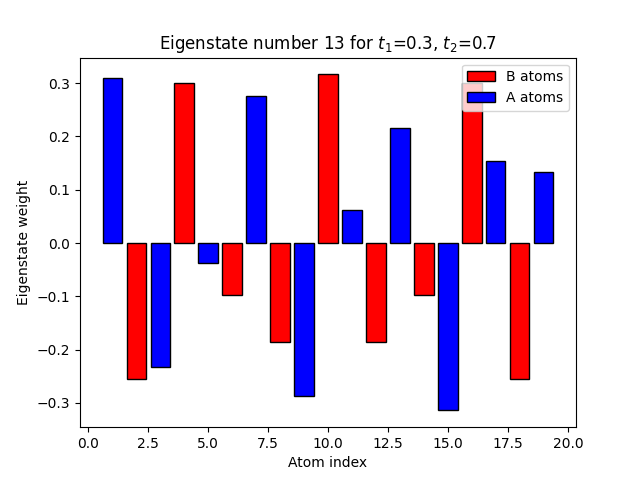 Eigenstate number 13 for $t_1$=0.3, $t_2$=0.7
B atoms
A atoms
Eigenstate weight
0.3
0.2
0.1
0.0
−0.1
−0.2
−0.3
0.0 2.5 5.0 7.5 10.0 12.5 15.0 17.5 20.0
Atom index